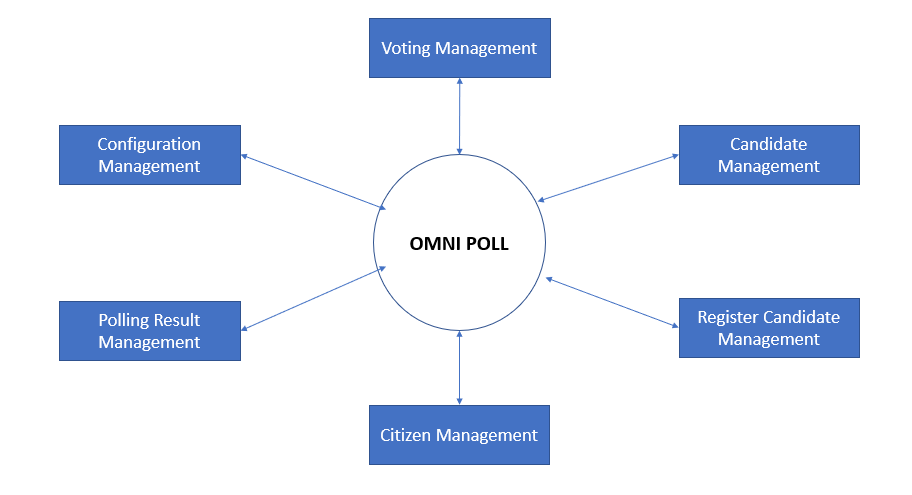 Voting Management
Configuration
Management
Candidate
Management
OMNI POLL
Polling Result
Management
Register Candidate
Management
Citizen Management